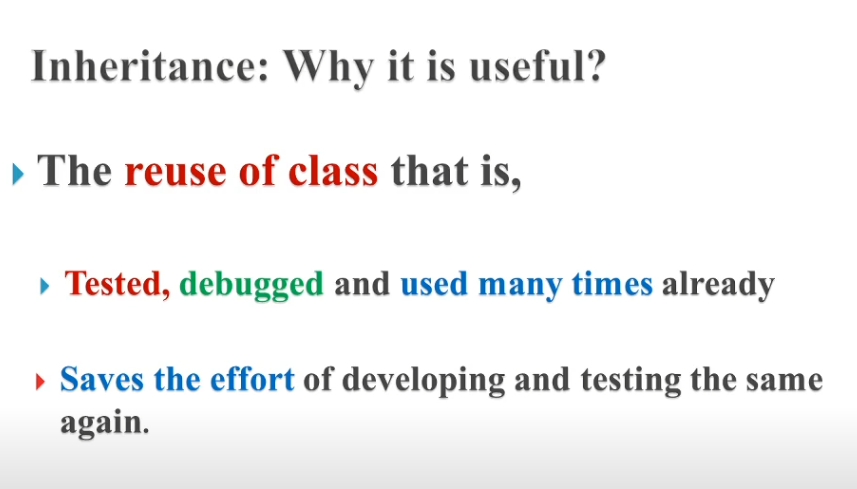 Inheritance: Why it is useful?
The reuse of class that is,
Tested, debugged and used many times already
Saves the effort of developing and testing the same
again.